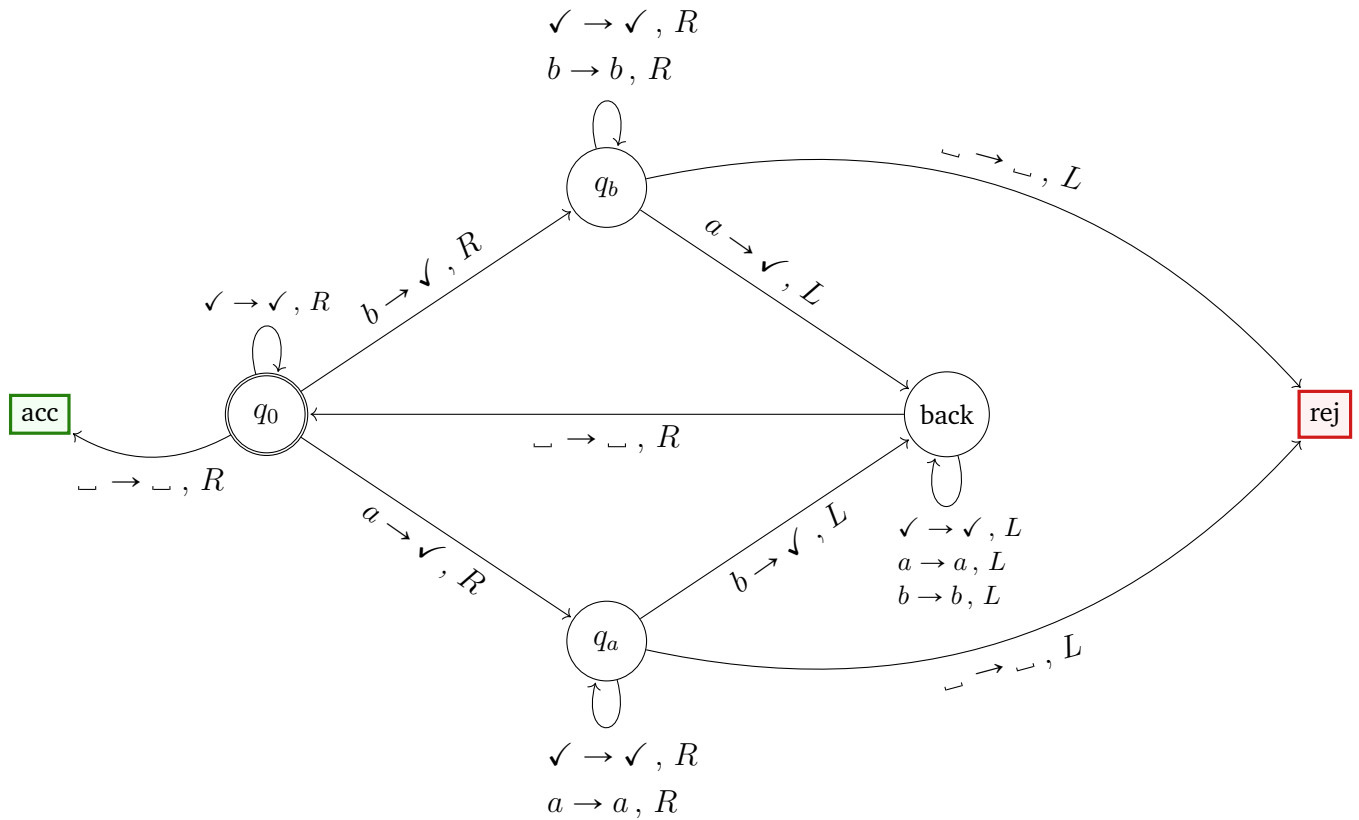 ✓ → ✓ , R
b → b , R
q_b
␣ → ␣ , L
a → ✓ , L
b → ✓ , R
✓ → ✓ , R
acc
q_0
back
rej
␣ → ␣ , R
␣ → ␣ , R
a → ✓ , R
b → ✓ , L
✓ → ✓ , L
a → a , L
b → b , L
q_a
␣ → ␣ , L
✓ → ✓ , R
a → a , R